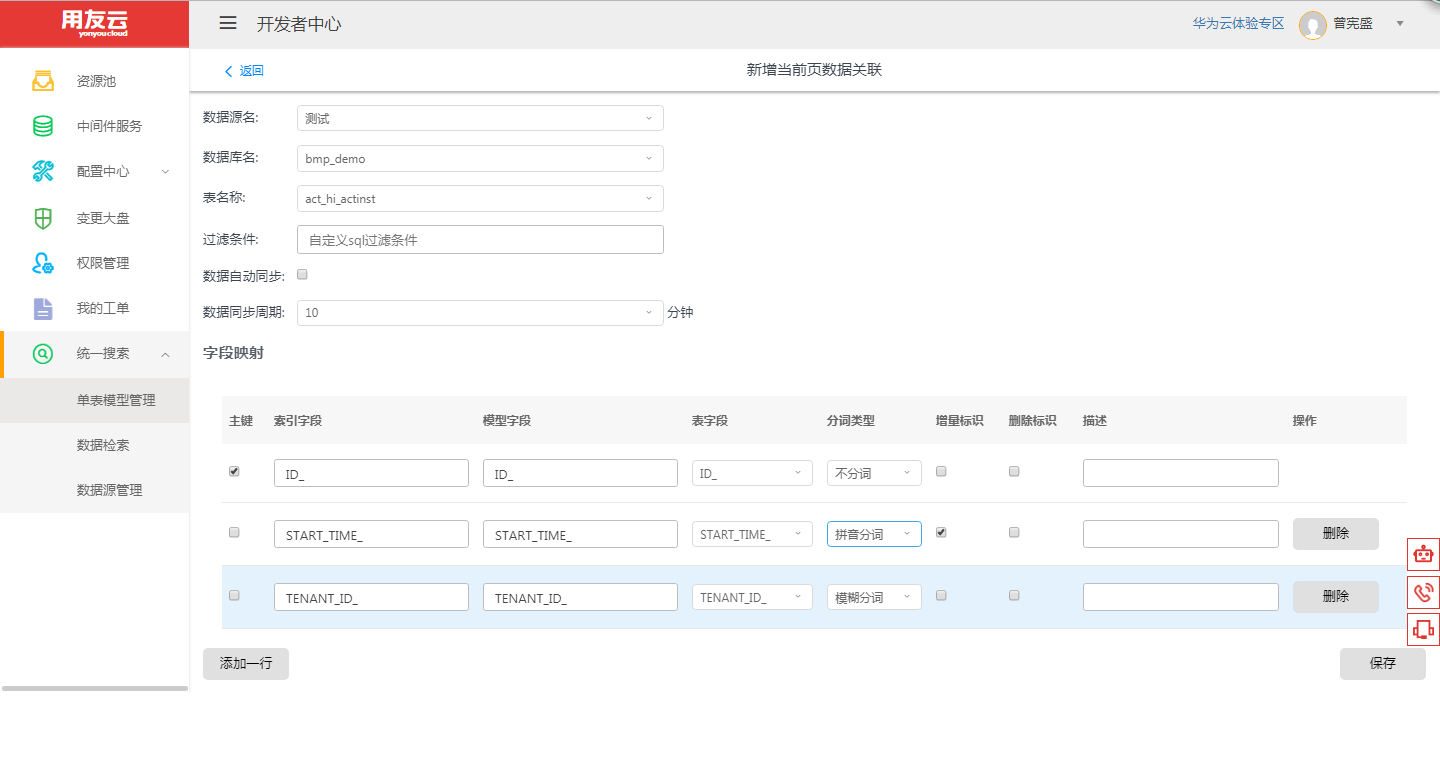 用友云
yonyoucloud
开发者中心
华为云体验专区
曾宪盛
返回
新增当前页数据关联
资源池
中间件服务
配置中心
变更大盘
权限管理
我的工单
统一搜索
单表模型管理
数据检索
数据源管理
数据源名: 测试
数据库名: bmp_demo
表名称: act_hi_actinst
过滤条件: 自定义sql过滤条件
数据自动同步:
数据同步周期: 10 分钟
字段映射
主键 索引字段 模型字段 表字段 分词类型 增量标识 删除标识 描述 操作
ID_ ID_ ID_ 不分词
START_TIME_ START_TIME_ START_TIME_ 拼音分词 删除
TENANT_ID_ TENANT_ID_ TENANT_ID_ 模糊分词 删除
添加一行 保存